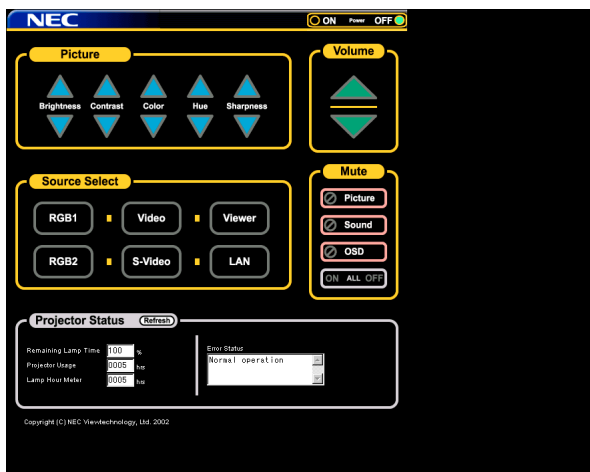 NEC
ON Power OFF
Picture
Brightness Contrast Color Hue Sharpness
Volume
Source Select
RGB1 Video Viewer
RGB2 S-Video LAN
Mute
Picture
Sound
OSD
ON ALL OFF
Projector Status Refresh
Remaining Lamp Time 100 %
Projector Usage 0005 hrs
Lamp Hour Meter 0005 hrs
Error Status
Normal operation
Copyright (C) NEC Viewtechnology, Ltd. 2002